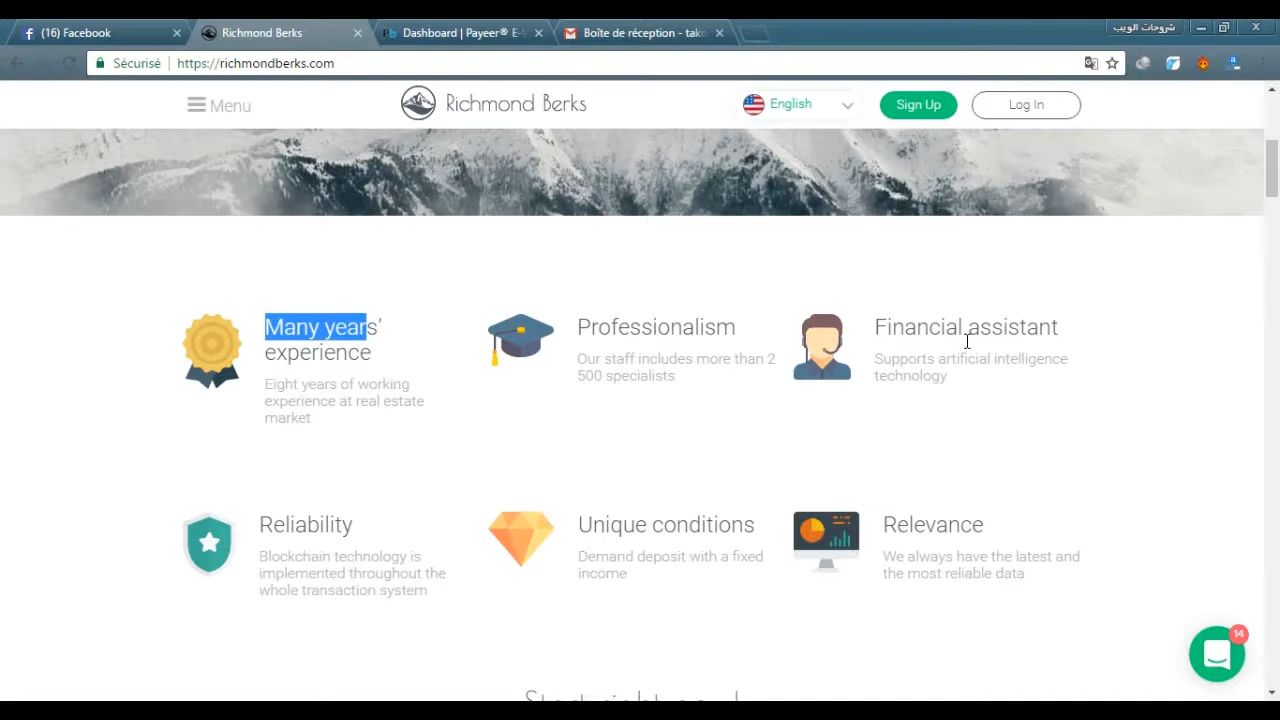 (16) Facebook
Richmond Berks
Dashboard | Payeer® E-
Boîte de réception - tako
شروحات الويب
Sécurisé
https://richmondberks.com
Menu
Richmond Berks
English
Sign Up
Log In
Many years’
experience
Eight years of working
experience at real estate
market
Professionalism
Our staff includes more than 2
500 specialists
Financial assistant
Supports artificial intelligence
technology
Reliability
Blockchain technology is
implemented throughout the
whole transaction system
Unique conditions
Demand deposit with a fixed
income
Relevance
We always have the latest and
the most reliable data
14